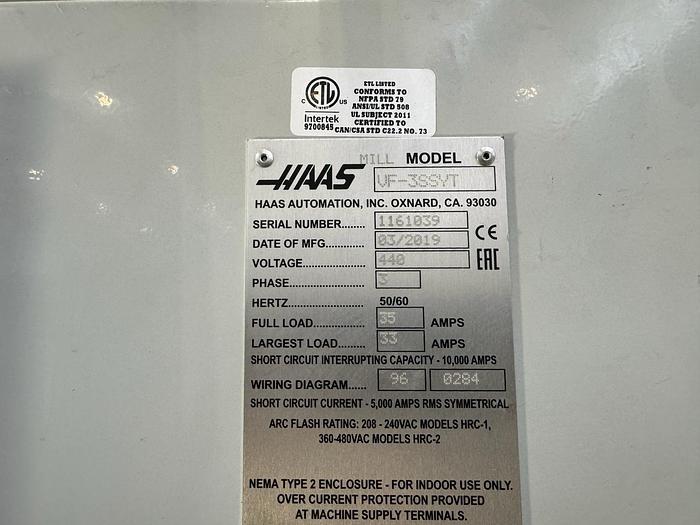 ETL LISTED
CONFORMS TO
NFPA STD 79
ANSI/UL STD 508
UL SUBJECT 2011
CERTIFIED TO
CAN/CSA STD C22.2 NO. 73
C ETL US
Intertek
9700845
HAAS
MILL MODEL
VF-3SSYT
HAAS AUTOMATION, INC. OXNARD, CA. 93030
SERIAL NUMBER........ 1161039
DATE OF MFG............. 03/2019
CE
VOLTAGE.................... 440
EAC
PHASE......................... 3
HERTZ......................... 50/60
FULL LOAD................. 35 AMPS
LARGEST LOAD.......... 33 AMPS
SHORT CIRCUIT INTERRUPTING CAPACITY - 10,000 AMPS
WIRING DIAGRAM...... 96 0284
SHORT CIRCUIT CURRENT - 5,000 AMPS RMS SYMMETRICAL
ARC FLASH RATING: 208 - 240VAC MODELS HRC-1,
360-480VAC MODELS HRC-2
NEMA TYPE 2 ENCLOSURE - FOR INDOOR USE ONLY.
OVER CURRENT PROTECTION PROVIDED
AT MACHINE SUPPLY TERMINALS.